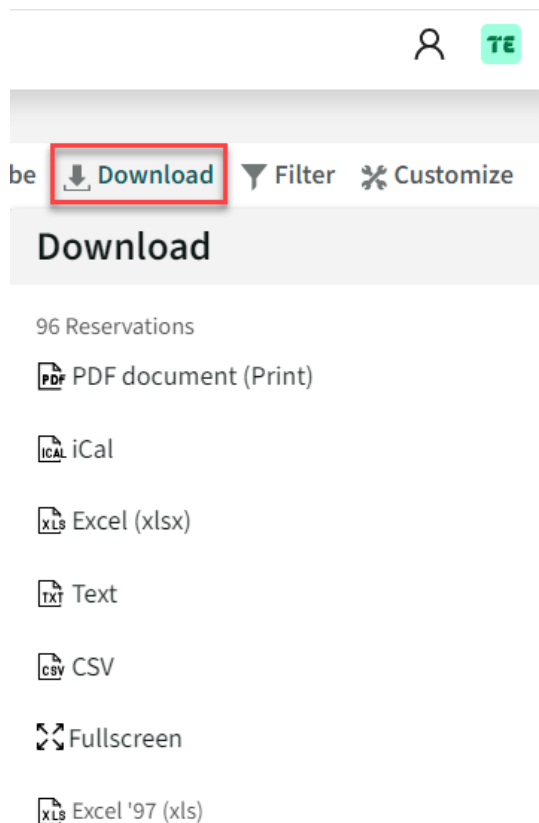 TE
be Download Filter Customize
Download
96 Reservations
PDF PDF document (Print)
ICAL iCal
XLS Excel (xlsx)
TXT Text
CSV CSV
Fullscreen
XLS Excel '97 (xls)